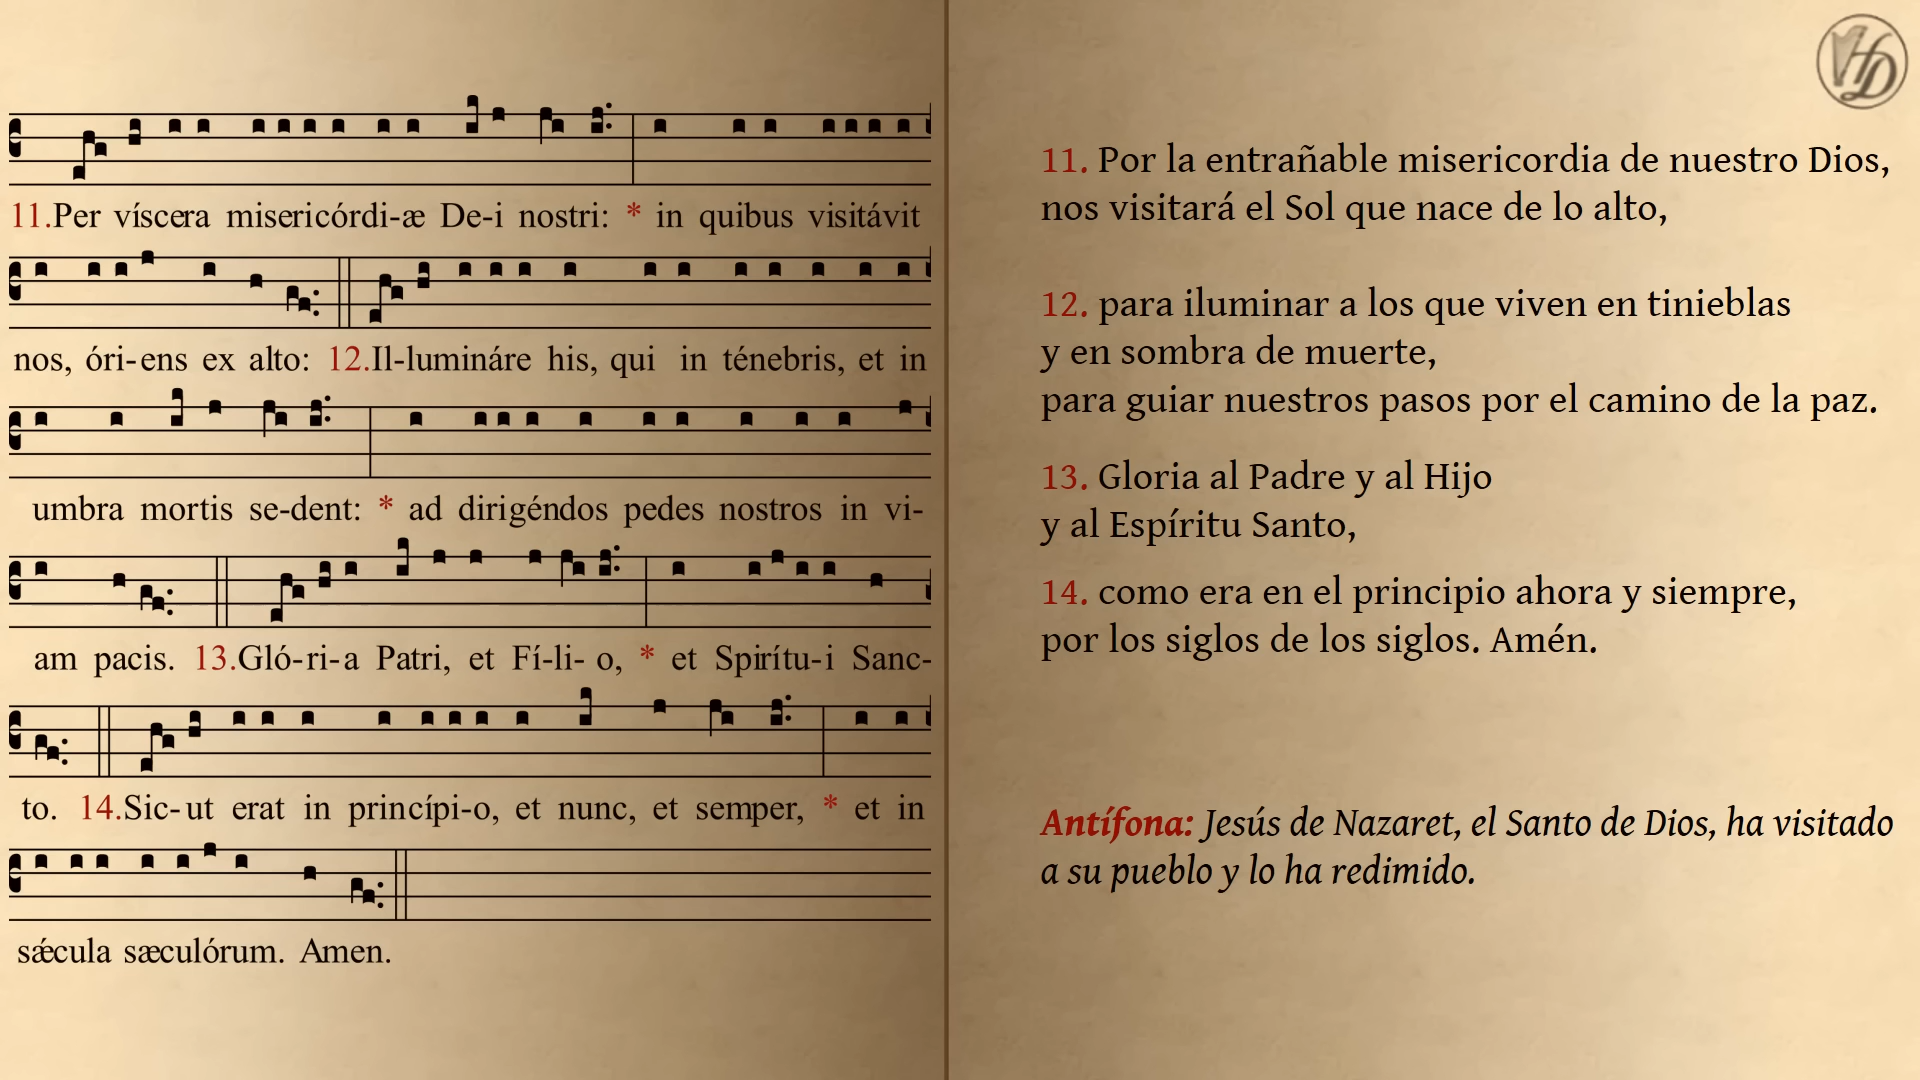 11.Per víscera misericórdi-æ De-i nostri: * in quibus visitávit
nos, óri-ens ex alto: 12.Il-lumináre his, qui in ténebris, et in
umbra mortis se-dent: * ad dirigéndos pedes nostros in vi-
am pacis. 13.Gló-ri-a Patri, et Fí-li- o, * et Spirítu-i Sanc-
to. 14.Sic-ut erat in princípi-o, et nunc, et semper, * et in
sǽcula sæculórum. Amen.
HD
11. Por la entrañable misericordia de nuestro Dios,
nos visitará el Sol que nace de lo alto,
12. para iluminar a los que viven en tinieblas
y en sombra de muerte,
para guiar nuestros pasos por el camino de la paz.
13. Gloria al Padre y al Hijo
y al Espíritu Santo,
14. como era en el principio ahora y siempre,
por los siglos de los siglos. Amén.
Antífona: Jesús de Nazaret, el Santo de Dios, ha visitado
a su pueblo y lo ha redimido.